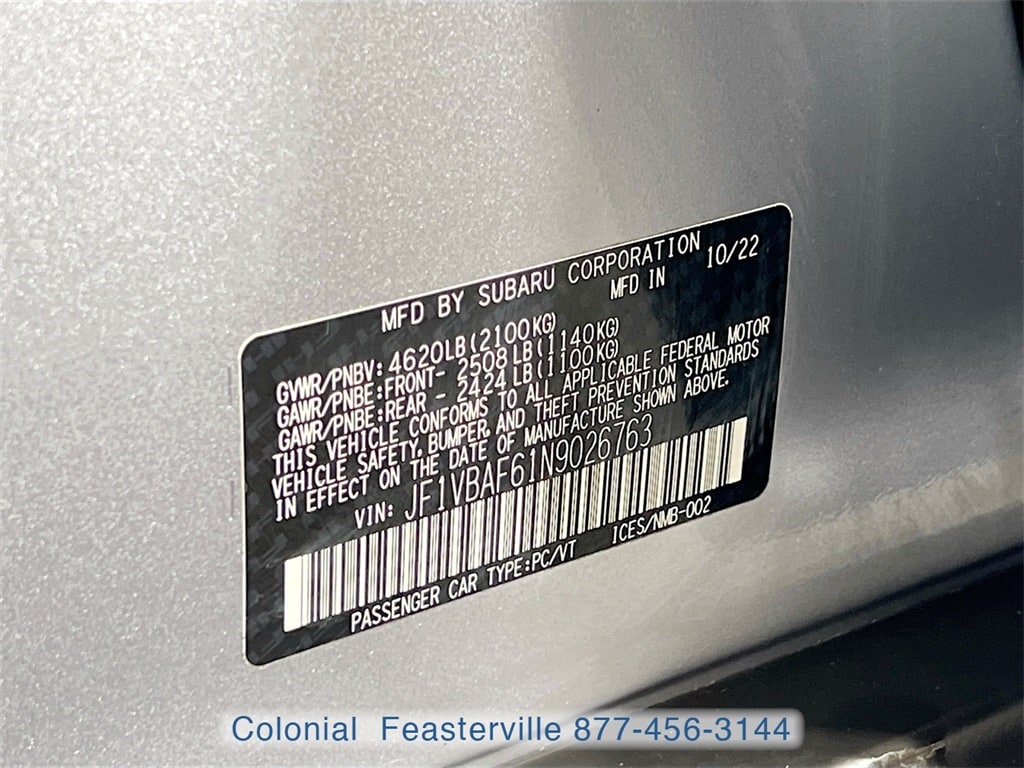 MFD BY SUBARU CORPORATION 10/22
MFD IN
GVWR/PNBV: 4620LB(2100KG)
GAWR/PNBE:FRONT- 2508LB(1140KG)
GAWR/PNBE:REAR - 2424LB(1100KG)
THIS VEHICLE CONFORMS TO ALL APPLICABLE FEDERAL MOTOR
VEHICLE SAFETY, BUMPER, AND THEFT PREVENTION STANDARDS
IN EFFECT ON THE DATE OF MANUFACTURE SHOWN ABOVE.
VIN: JF1VBAF61N9026763
PASSENGER CAR TYPE:PC/VT ICES/NMB-002
Colonial Feasterville 877-456-3144